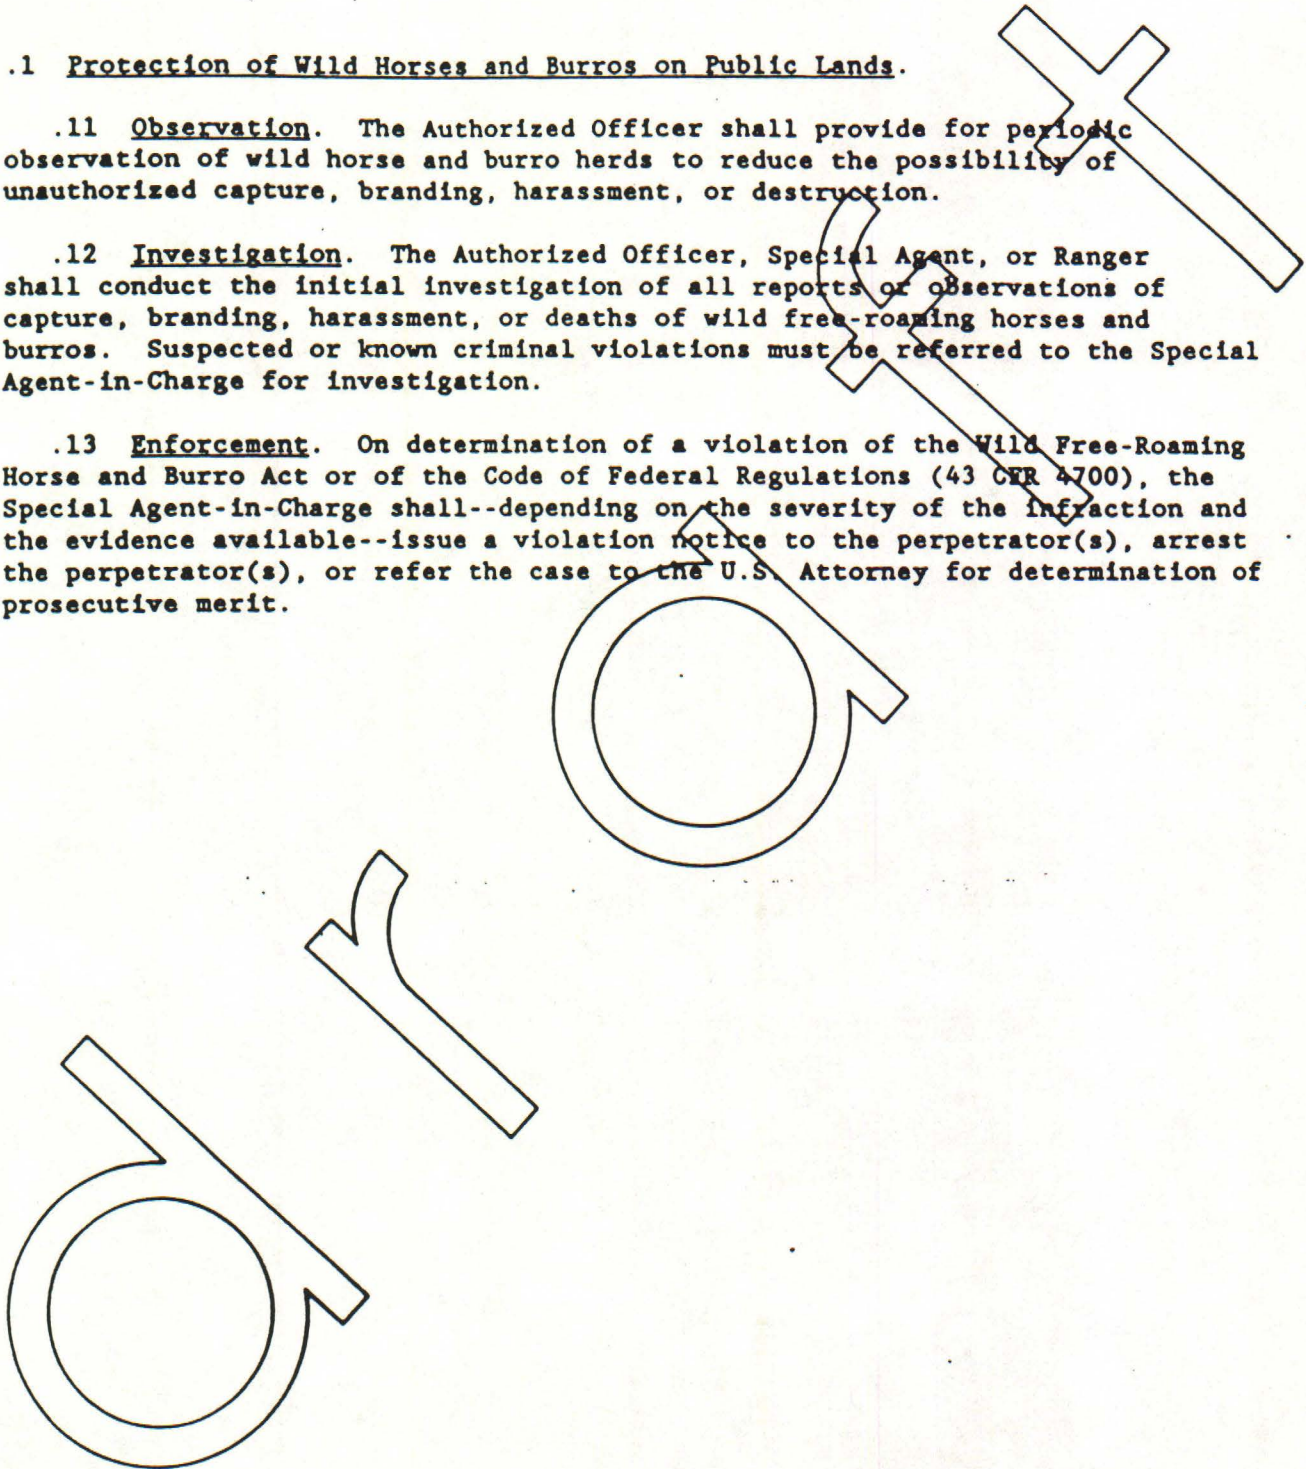 .1 Protection of Wild Horses and Burros on Public Lands.
.11 Observation. The Authorized Officer shall provide for periodic
observation of wild horse and burro herds to reduce the possibility of
unauthorized capture, branding, harassment, or destruction.
.12 Investigation. The Authorized Officer, Special Agent, or Ranger
shall conduct the initial investigation of all reports or observations of
capture, branding, harassment, or deaths of wild free-roaming horses and
burros. Suspected or known criminal violations must be referred to the Special
Agent-in-Charge for investigation.
.13 Enforcement. On determination of a violation of the Wild Free-Roaming
Horse and Burro Act or of the Code of Federal Regulations (43 CFR 4700), the
Special Agent-in-Charge shall--depending on the severity of the infraction and
the evidence available--issue a violation notice to the perpetrator(s), arrest
the perpetrator(s), or refer the case to the U.S. Attorney for determination of
prosecutive merit.
draft